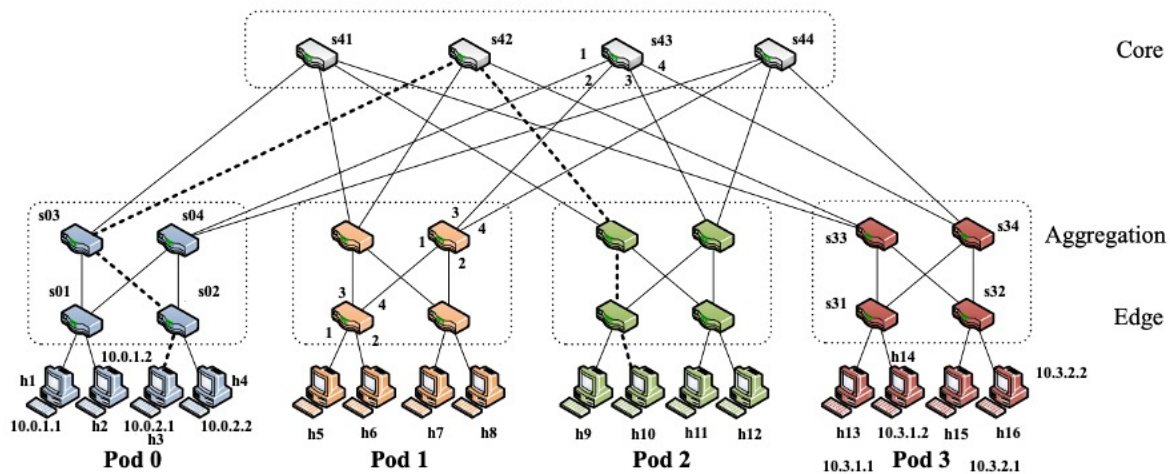 s41 s42 s43 s44 Core
1 4
2 3
s03 s04 3 s33 s34 Aggregation
1 4
2
s01 s02 3 4 s31 s32 Edge
1 2
10.0.1.2 h14
h1 h4 10.3.2.2
10.0.1.1 h2 10.0.2.1 10.0.2.2 h5 h6 h7 h8 h9 h10 h11 h12 h13 10.3.1.2 h15 h16
h3
Pod 0 Pod 1 Pod 2 Pod 3
10.3.1.1 10.3.2.1